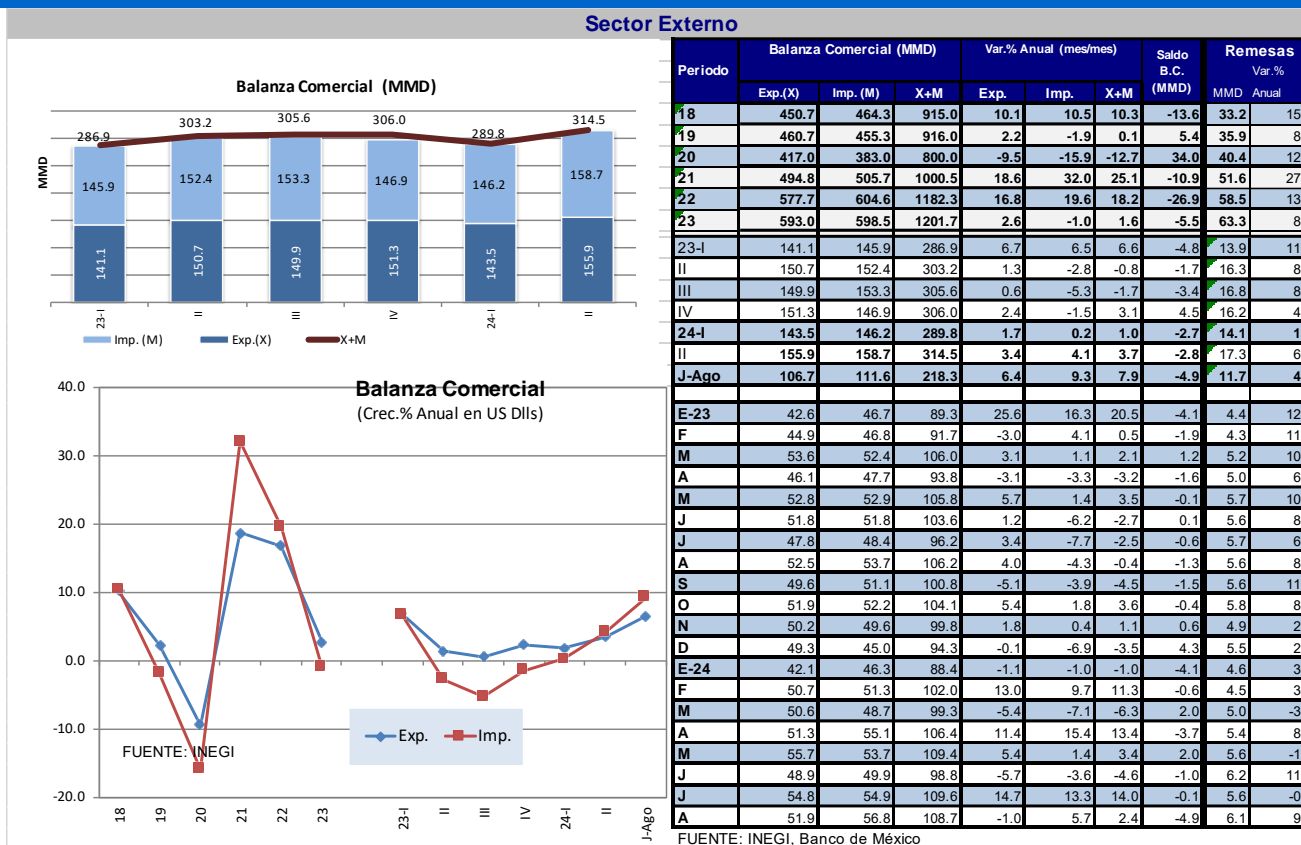 Sector Externo
Balanza Comercial (MMD)
MMD
286.9 303.2 305.6 306.0 289.8 314.5
145.9 152.4 153.3 146.9 146.2 158.7
141.1 150.7 149.9 151.3 143.5 155.9
23-I II III IV 24-I II
Imp. (M) Exp.(X) X+M
Balanza Comercial
(Crec.% Anual en US Dlls)
40.0
30.0
20.0
10.0
0.0
-10.0
-20.0
Exp. Imp.
FUENTE: INEGI
18 19 20 21 22 23 23-I II III IV 24-I II J-Ago
Periodo Balanza Comercial (MMD) Var.% Anual (mes/mes) Saldo B.C. (MMD) Remesas
Var.%
Exp.(X) Imp. (M) X+M Exp. Imp. X+M MMD Anual
18 450.7 464.3 915.0 10.1 10.5 10.3 -13.6 33.2 15
19 460.7 455.3 916.0 2.2 -1.9 0.1 5.4 35.9 8
20 417.0 383.0 800.0 -9.5 -15.9 -12.7 34.0 40.4 12
21 494.8 505.7 1000.5 18.6 32.0 25.1 -10.9 51.6 27
22 577.7 604.6 1182.3 16.8 19.6 18.2 -26.9 58.5 13
23 593.0 598.5 1201.7 2.6 -1.0 1.6 -5.5 63.3 8
23-I 141.1 145.9 286.9 6.7 6.5 6.6 -4.8 13.9 11
II 150.7 152.4 303.2 1.3 -2.8 -0.8 -1.7 16.3 8
III 149.9 153.3 305.6 0.6 -5.3 -1.7 -3.4 16.8 8
IV 151.3 146.9 306.0 2.4 -1.5 3.1 4.5 16.2 4
24-I 143.5 146.2 289.8 1.7 0.2 1.0 -2.7 14.1 1
II 155.9 158.7 314.5 3.4 4.1 3.7 -2.8 17.3 6
J-Ago 106.7 111.6 218.3 6.4 9.3 7.9 -4.9 11.7 4
E-23 42.6 46.7 89.3 25.6 16.3 20.5 -4.1 4.4 12
F 44.9 46.8 91.7 -3.0 4.1 0.5 -1.9 4.3 11
M 53.6 52.4 106.0 3.1 1.1 2.1 1.2 5.2 10
A 46.1 47.7 93.8 -3.1 -3.3 -3.2 -1.6 5.0 6
M 52.8 52.9 105.8 5.7 1.4 3.5 -0.1 5.7 10
J 51.8 51.8 103.6 1.2 -6.2 -2.7 0.1 5.6 8
J 47.8 48.4 96.2 3.4 -7.7 -2.5 -0.6 5.7 6
A 52.5 53.7 106.2 4.0 -4.3 -0.4 -1.3 5.6 8
S 49.6 51.1 100.8 -5.1 -3.9 -4.5 -1.5 5.6 11
O 51.9 52.2 104.1 5.4 1.8 3.6 -0.4 5.8 8
N 50.2 49.6 99.8 1.8 0.4 1.1 0.6 4.9 2
D 49.3 45.0 94.3 -0.1 -6.9 -3.5 4.3 5.5 2
E-24 42.1 46.3 88.4 -1.1 -1.0 -1.0 -4.1 4.6 3
F 50.7 51.3 102.0 13.0 9.7 11.3 -0.6 4.5 3
M 50.6 48.7 99.3 -5.4 -7.1 -6.3 2.0 5.0 -3
A 51.3 55.1 106.4 11.4 15.4 13.4 -3.7 5.4 8
M 55.7 53.7 109.4 5.4 1.4 3.4 2.0 5.6 -1
J 48.9 49.9 98.8 -5.7 -3.6 -4.6 -1.0 6.2 11
J 54.8 54.9 109.6 14.7 13.3 14.0 -0.1 5.6 -0
A 51.9 56.8 108.7 -1.0 5.7 2.4 -4.9 6.1 9
FUENTE: INEGI, Banco de México